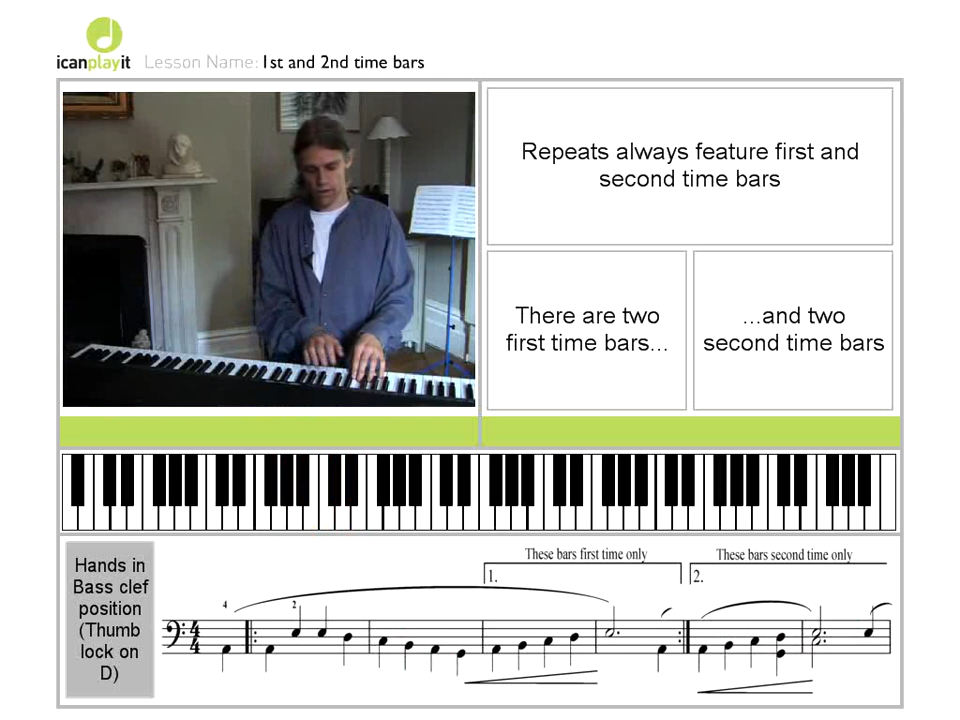 icanplayit Lesson Name: 1st and 2nd time bars
Repeats always feature first and
second time bars
There are two
first time bars...
...and two
second time bars
Hands in
Bass clef
position
(Thumb
lock on
D)
These bars first time only
These bars second time only
1.
2.
4
2
4
4